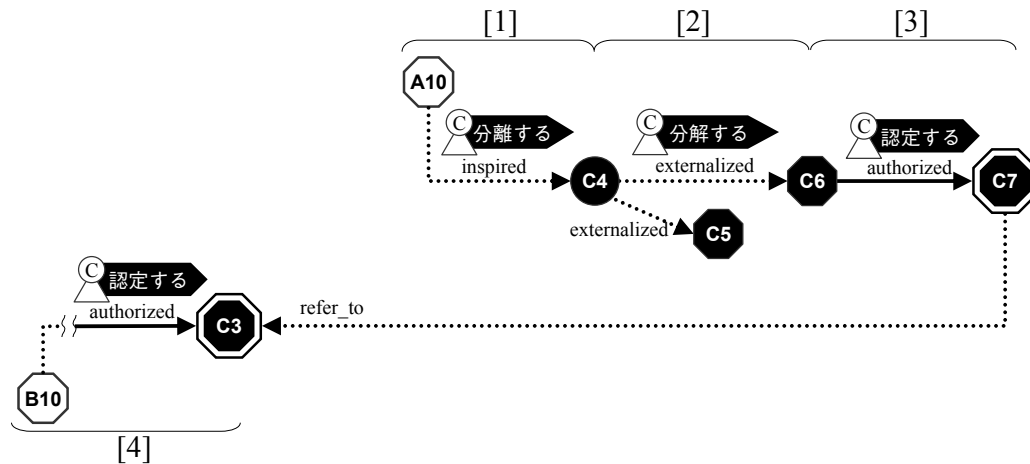 [1] [2] [3]
A10
C 分離する C 分解する C 認定する
inspired externalized authorized
C4 C6 C7
externalized C5
C 認定する
authorized C3 refer_to
B10
[4]